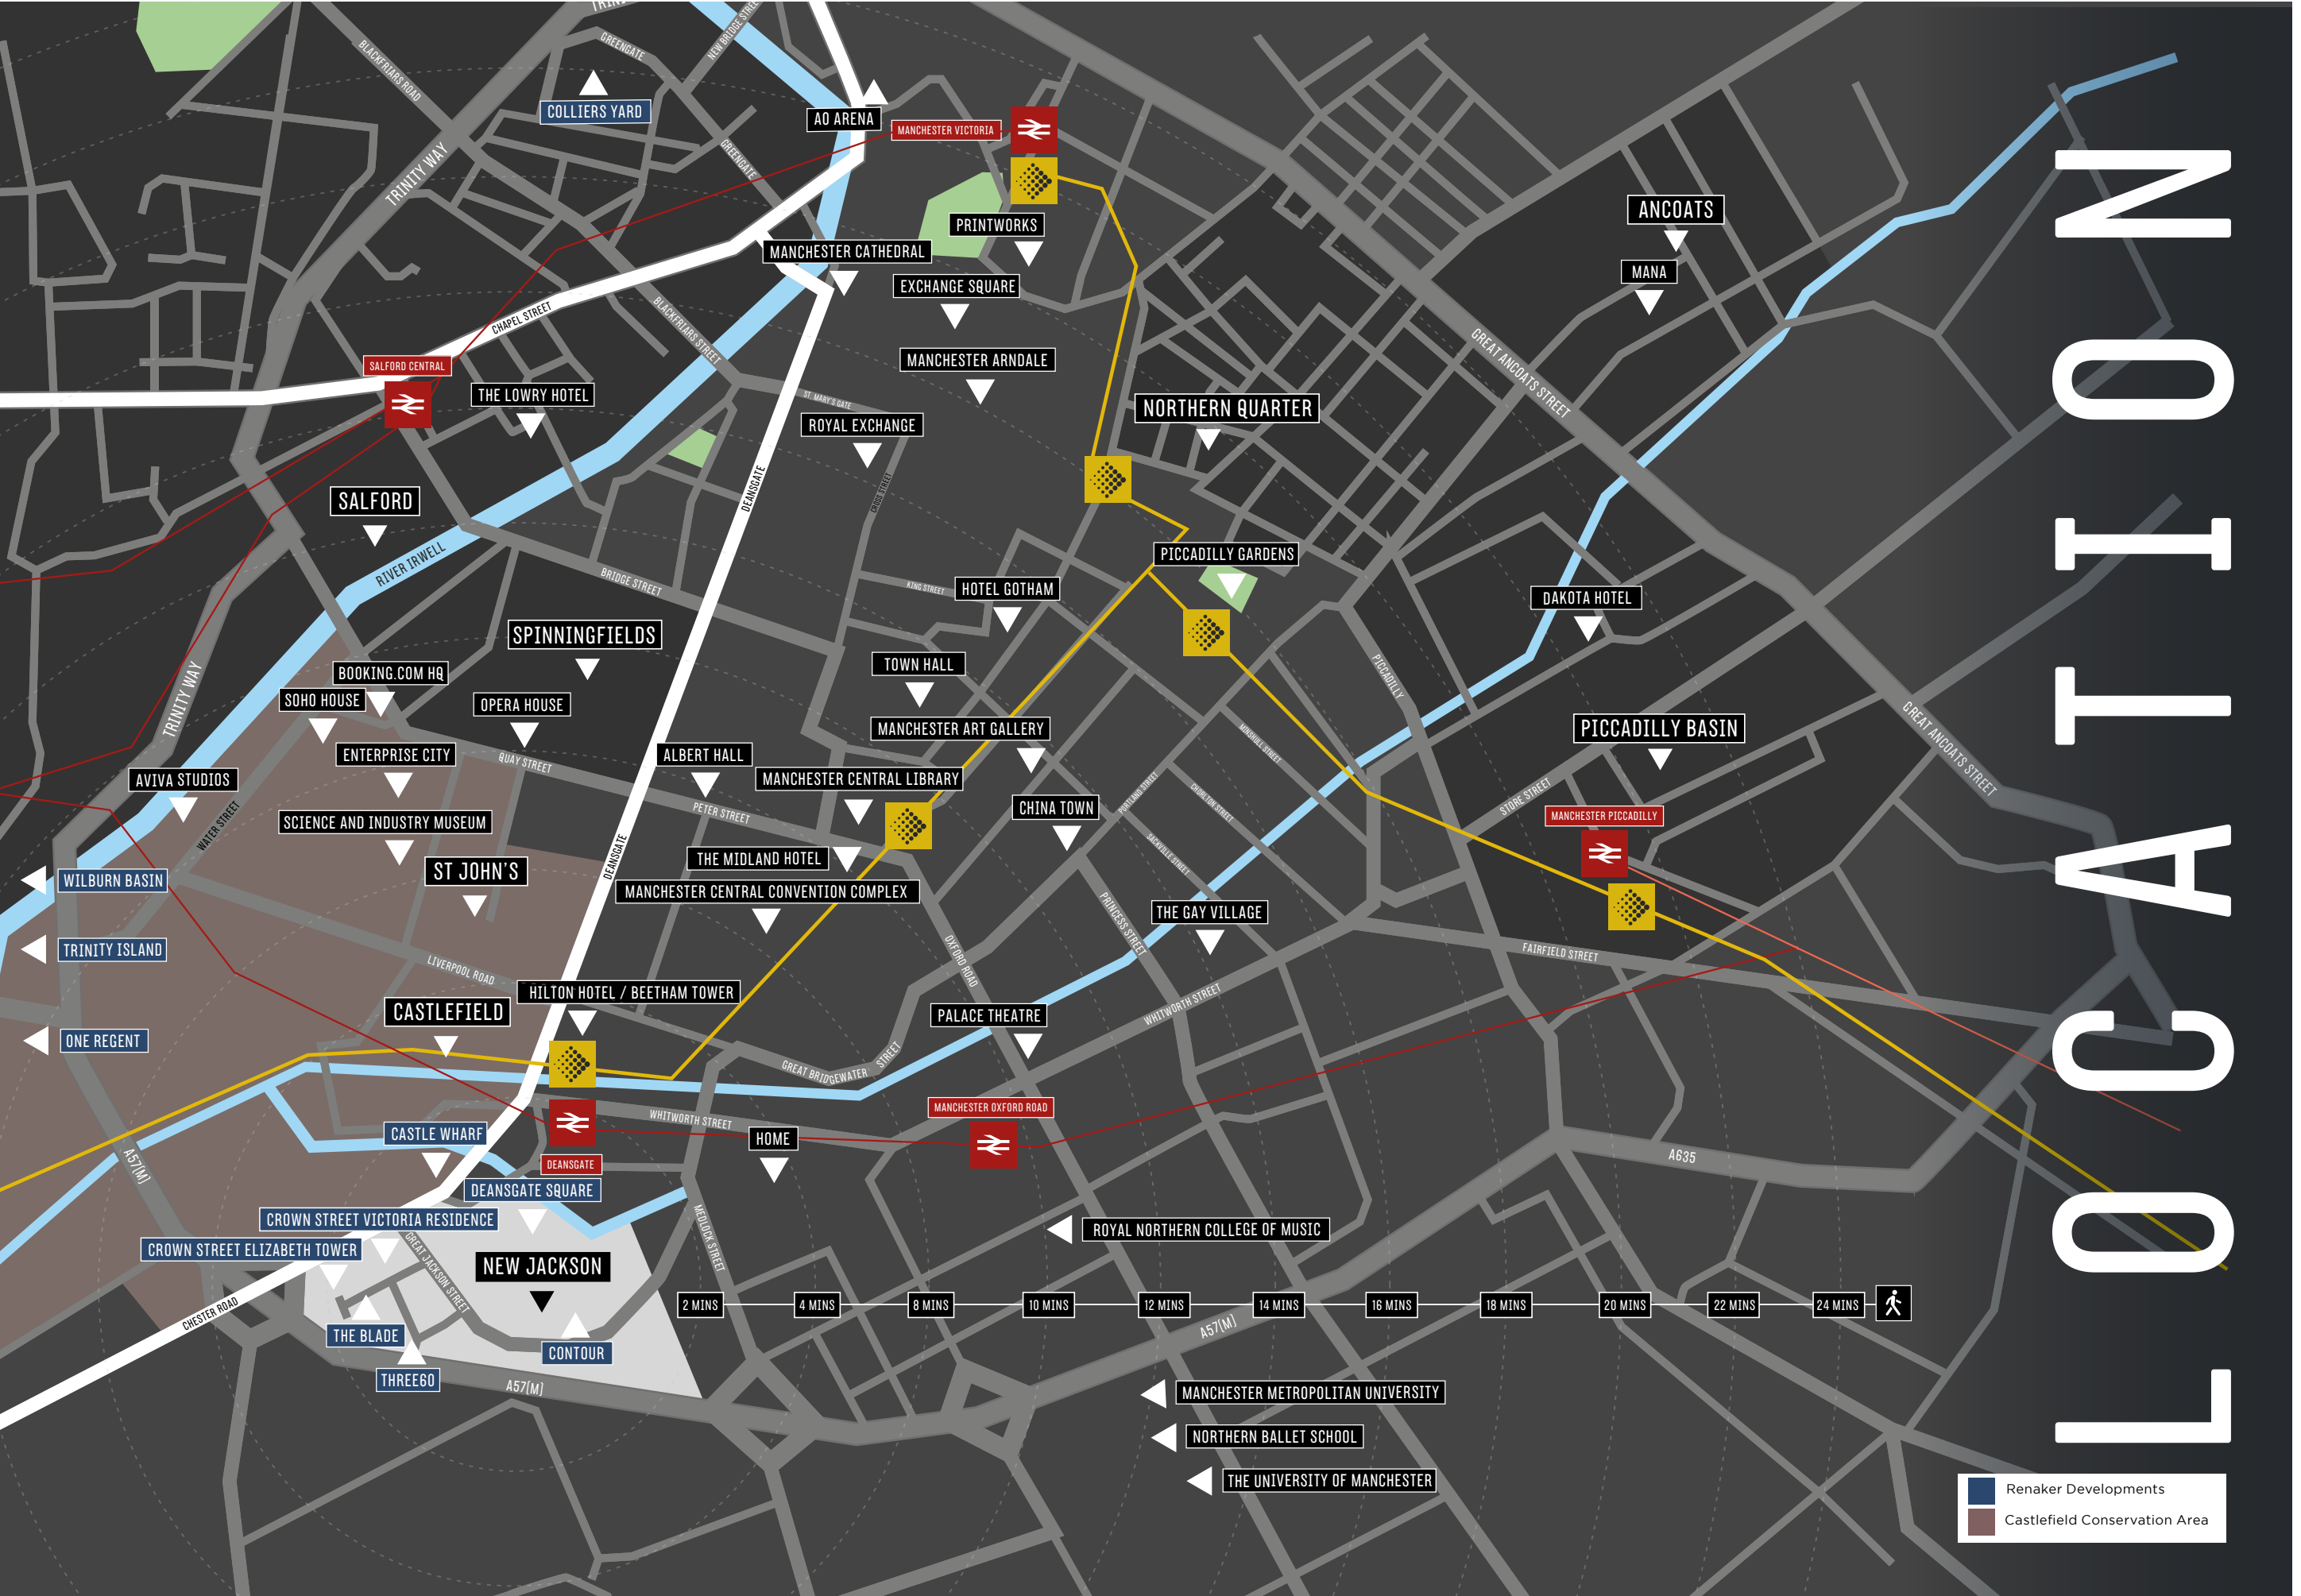 TRINI
BLACKFRIARS ROAD
GREENGATE
NEW BRIDGE STREET
COLLIERS YARD
AO ARENA
MANCHESTER VICTORIA
GREENGATE
TRINITY WAY
ANCOATS
PRINTWORKS
MANCHESTER CATHEDRAL
MANA
EXCHANGE SQUARE
CHAPEL STREET
BLACKFRIARS STREET
GREAT ANCOATS STREET
SALFORD CENTRAL
MANCHESTER ARNDALE
THE LOWRY HOTEL
ST. MARY'S GATE
NORTHERN QUARTER
ROYAL EXCHANGE
DEANSGATE
CROSS STREET
SALFORD
RIVER IRWELL
PICCADILLY GARDENS
BRIDGE STREET
KING STREET
HOTEL GOTHAM
DAKOTA HOTEL
SPINNINGFIELDS
TOWN HALL
PICCADILLY
BOOKING.COM HQ
SOHO HOUSE
TRINITY WAY
OPERA HOUSE
MANCHESTER ART GALLERY
MINSHULL STREET
PICCADILLY BASIN
GREAT ANCOATS STREET
ENTERPRISE CITY
QUAY STREET
ALBERT HALL
AVIVA STUDIOS
MANCHESTER CENTRAL LIBRARY
PORTLAND STREET
CHORLTON STREET
STORE STREET
WATER STREET
SCIENCE AND INDUSTRY MUSEUM
PETER STREET
CHINA TOWN
MANCHESTER PICCADILLY
SACKVILLE STREET
DEANSGATE
THE MIDLAND HOTEL
ST JOHN'S
WILBURN BASIN
MANCHESTER CENTRAL CONVENTION COMPLEX
PRINCESS STREET
THE GAY VILLAGE
TRINITY ISLAND
LIVERPOOL ROAD
OXFORD ROAD
FAIRFIELD STREET
HILTON HOTEL / BEETHAM TOWER
CASTLEFIELD
PALACE THEATRE
WHITWORTH STREET
ONE REGENT
GREAT BRIDGEWATER STREET
MANCHESTER OXFORD ROAD
WHITWORTH STREET
CASTLE WHARF
HOME
A57(M)
DEANSGATE
A635
DEANSGATE SQUARE
CROWN STREET VICTORIA RESIDENCE
MEDLOCK STREET
ROYAL NORTHERN COLLEGE OF MUSIC
CROWN STREET ELIZABETH TOWER
GREAT JACKSON STREET
NEW JACKSON
CHESTER ROAD
2 MINS
4 MINS
8 MINS
10 MINS
12 MINS
14 MINS
16 MINS
18 MINS
20 MINS
22 MINS
24 MINS
A57(M)
THE BLADE
CONTOUR
THREE60
A57(M)
MANCHESTER METROPOLITAN UNIVERSITY
NORTHERN BALLET SCHOOL
THE UNIVERSITY OF MANCHESTER
LOCATION
Renaker Developments
Castlefield Conservation Area